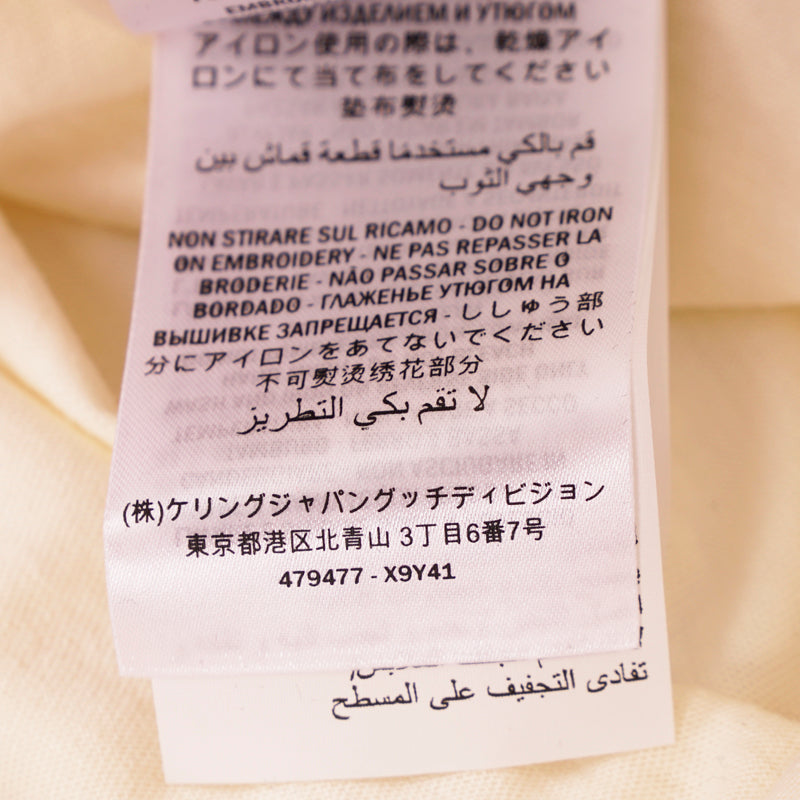 EMBRO
МЕЖДУ ИЗДЕЛИЕМ И УТЮГОМ
アイロン使用の際は、乾燥アイ
ロンにて当て布をしてください
垫布熨烫
قم بالكي مستخدما قطعة قماش بين
وجهي الثوب
NON STIRARE SUL RICAMO - DO NOT IRON
ON EMBROIDERY - NE PAS REPASSER LA
BRODERIE - NÃO PASSAR SOBRE O
BORDADO - ГЛАЖЕНЬЕ УТЮГОМ НА
ВЫШИВКЕ ЗАПРЕЩАЕТСЯ - ししゅう部
分にアイロンをあてないでください
不可熨烫绣花部分
لا تقم بكي التطريز
(株)ケリングジャパングッチディビジョン
東京都港区北青山 3丁目6番7号
479477 - X9Y41
تفادى التجفيف على المسطح